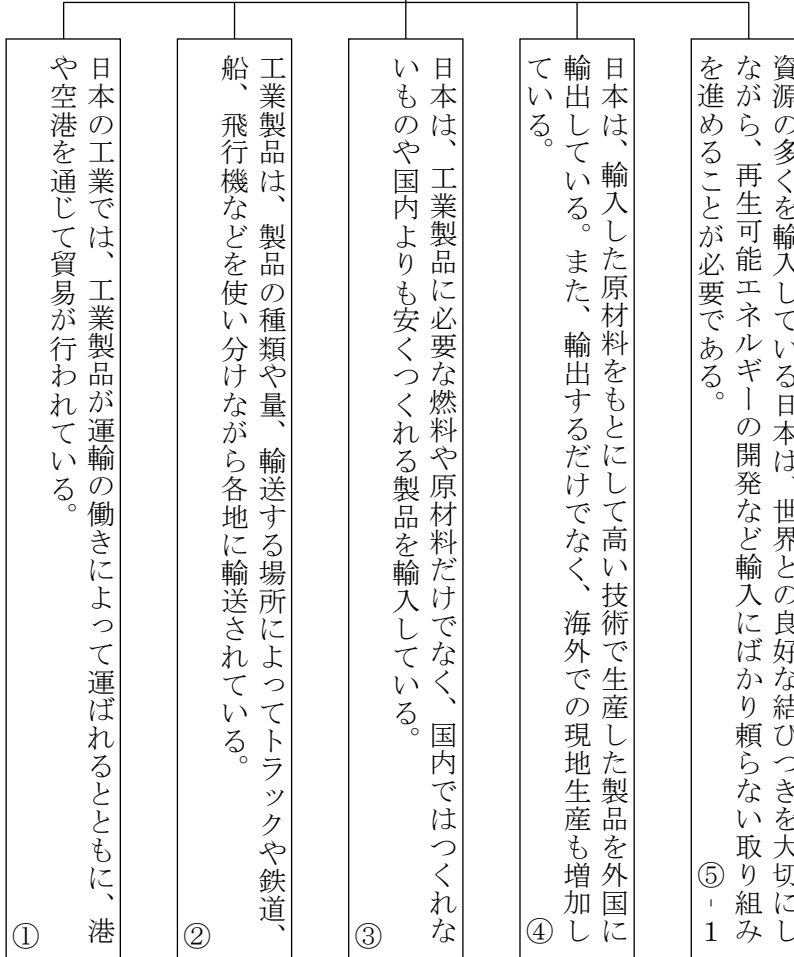 資源の多くを輸入している日本は、世界との良好な結びつきを大切にし
ながら、再生可能エネルギーの開発など輸入にばかり頼らない取り組み
を進めることが必要である。
⑤-1
日本は、輸入した原材料をもとにして高い技術で生産した製品を外国に
輸出している。また、輸出するだけでなく、海外での現地生産も増加し
ている。
④
日本は、工業製品に必要な燃料や原材料だけでなく、国内ではつくれな
いものや国内よりも安くつくれる製品を輸入している。
③
工業製品は、製品の種類や量、輸送する場所によってトラックや鉄道、
船、飛行機などを使い分けながら各地に輸送されている。
②
日本の工業では、工業製品が運輸の働きによって運ばれるとともに、港
や空港を通じて貿易が行われている。
①